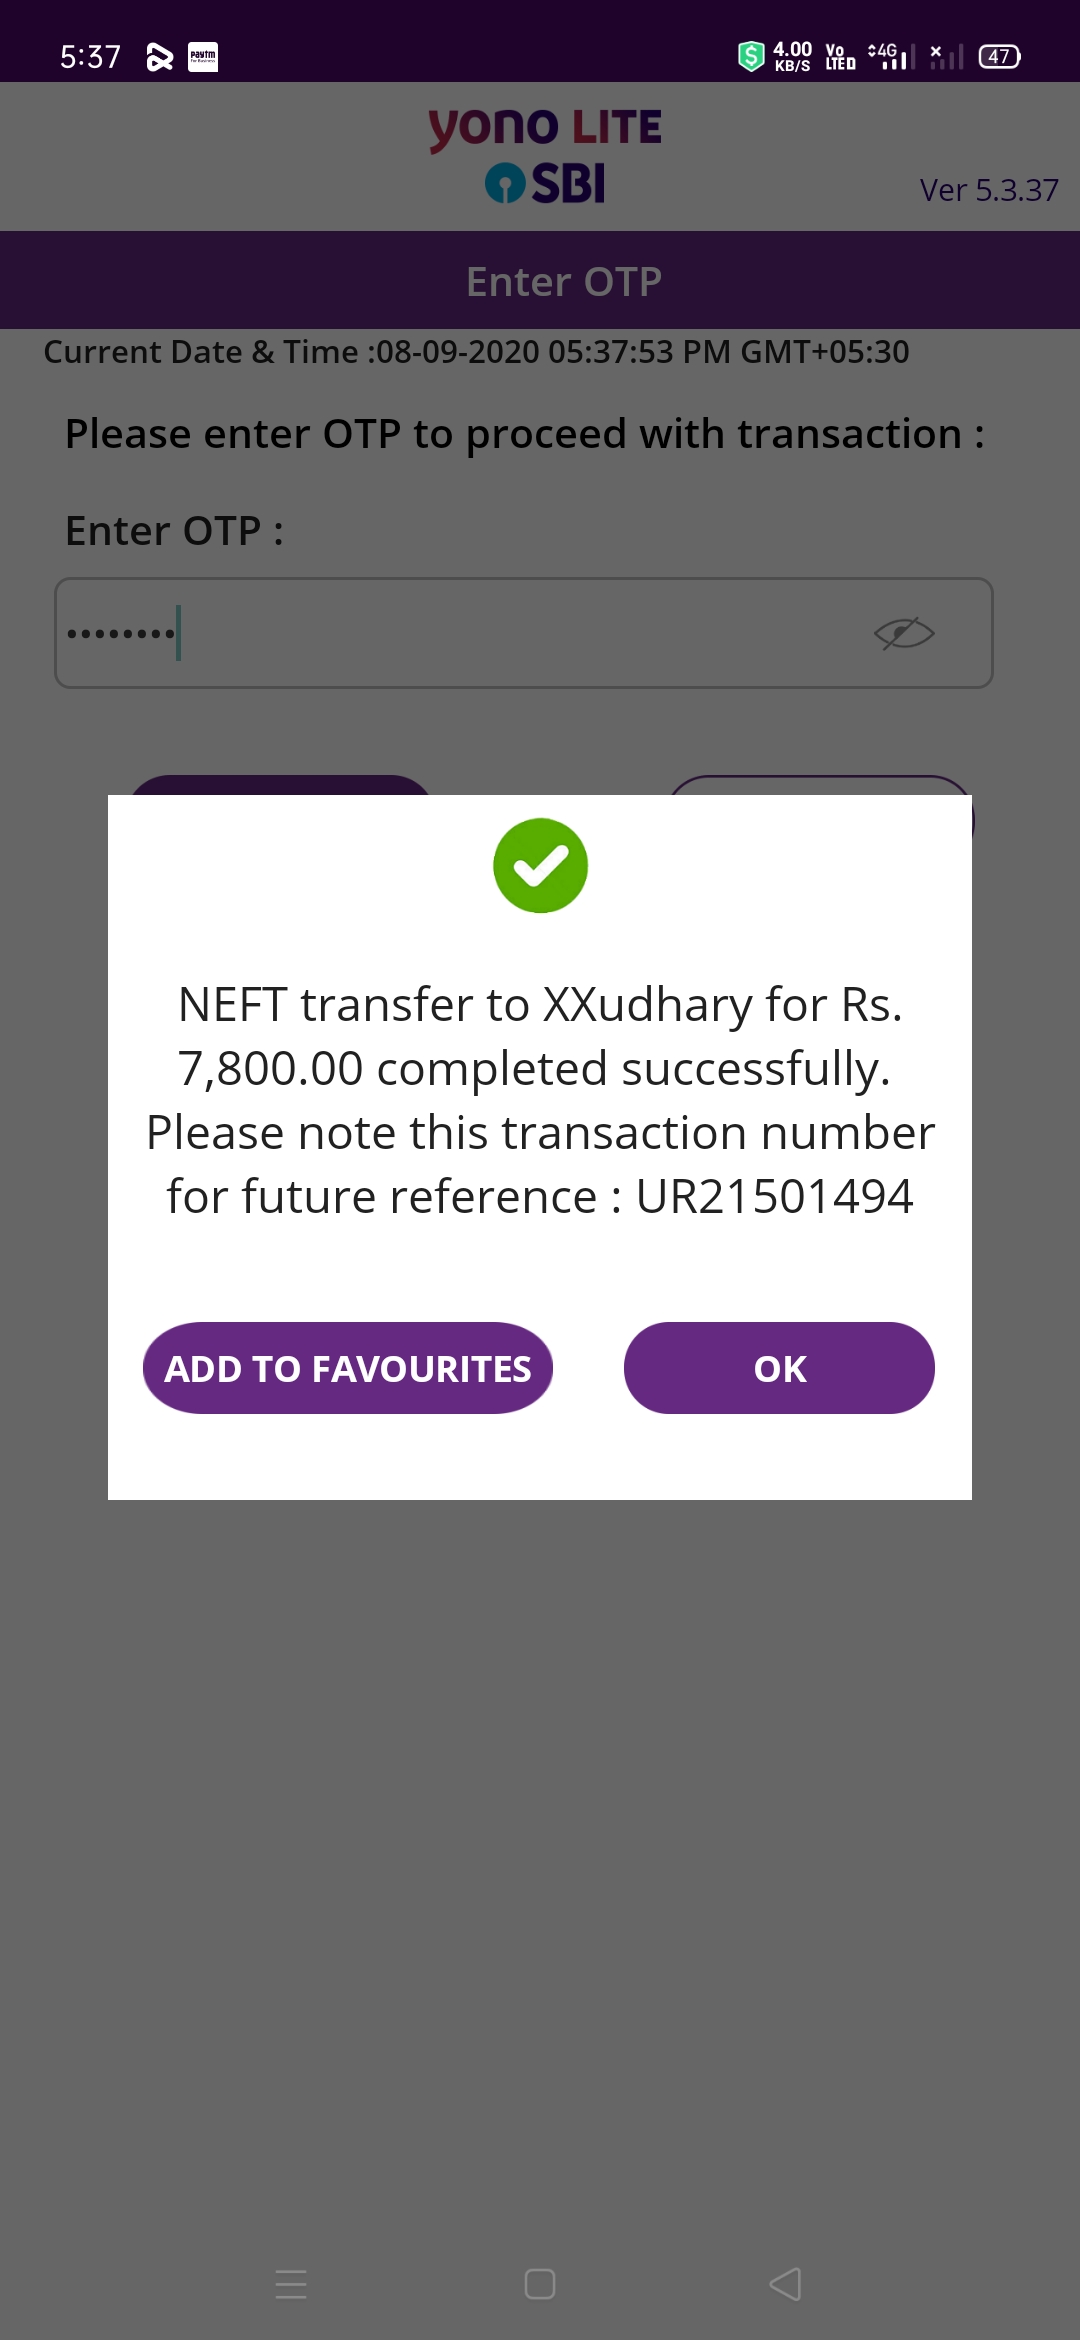 5:37
paytm
For Business
4.00
KB/S
Vo
LTE D
4G
47
yono LITE
SBI
Ver 5.3.37
Enter OTP
Current Date & Time :08-09-2020 05:37:53 PM GMT+05:30
Please enter OTP to proceed with transaction :
Enter OTP :
NEFT transfer to XXudhary for Rs.
7,800.00 completed successfully.
Please note this transaction number
for future reference : UR21501494
ADD TO FAVOURITES
OK